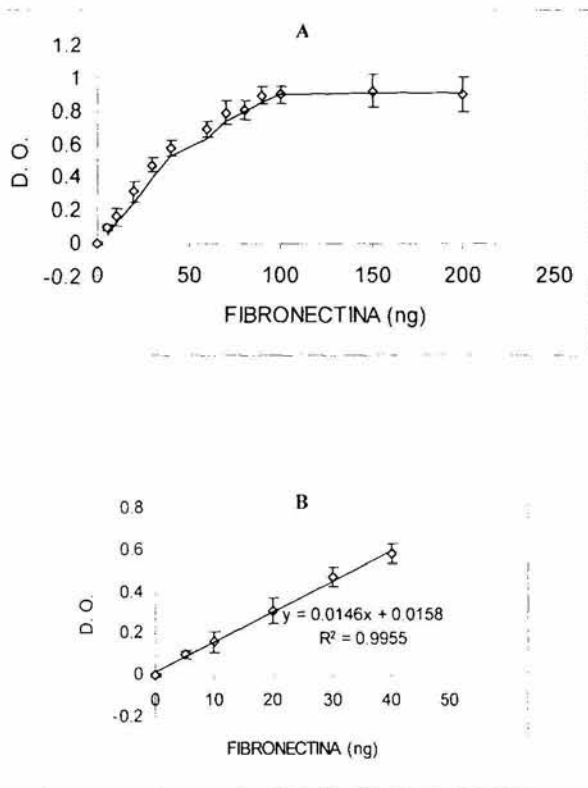 A
1.2
1
0.8
0.6
0.4
0.2
0
-0.2
D. O.
0 50 100 150 200 250
FIBRONECTINA (ng)
B
0.8
0.6
0.4
0.2
0
-0.2
D. O.
y = 0.0146x + 0.0158
R² = 0.9955
0 10 20 30 40 50
FIBRONECTINA (ng)